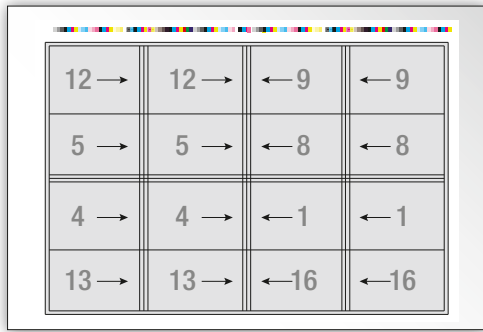 12 → 12 → ← 9 ← 9
5 → 5 → ← 8 ← 8
4 → 4 → ← 1 ← 1
13 → 13 → ← 16 ← 16